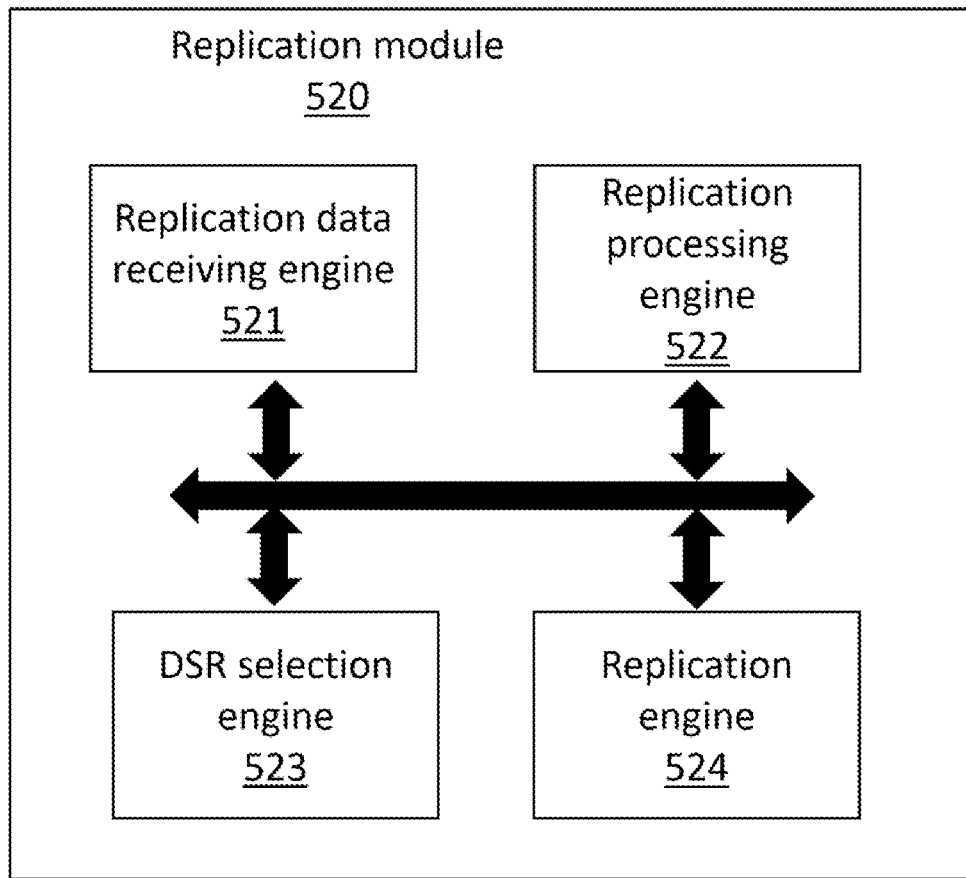 Replication module
520
Replication data
receiving engine
521
Replication
processing
engine
522
DSR selection
engine
523
Replication
engine
524